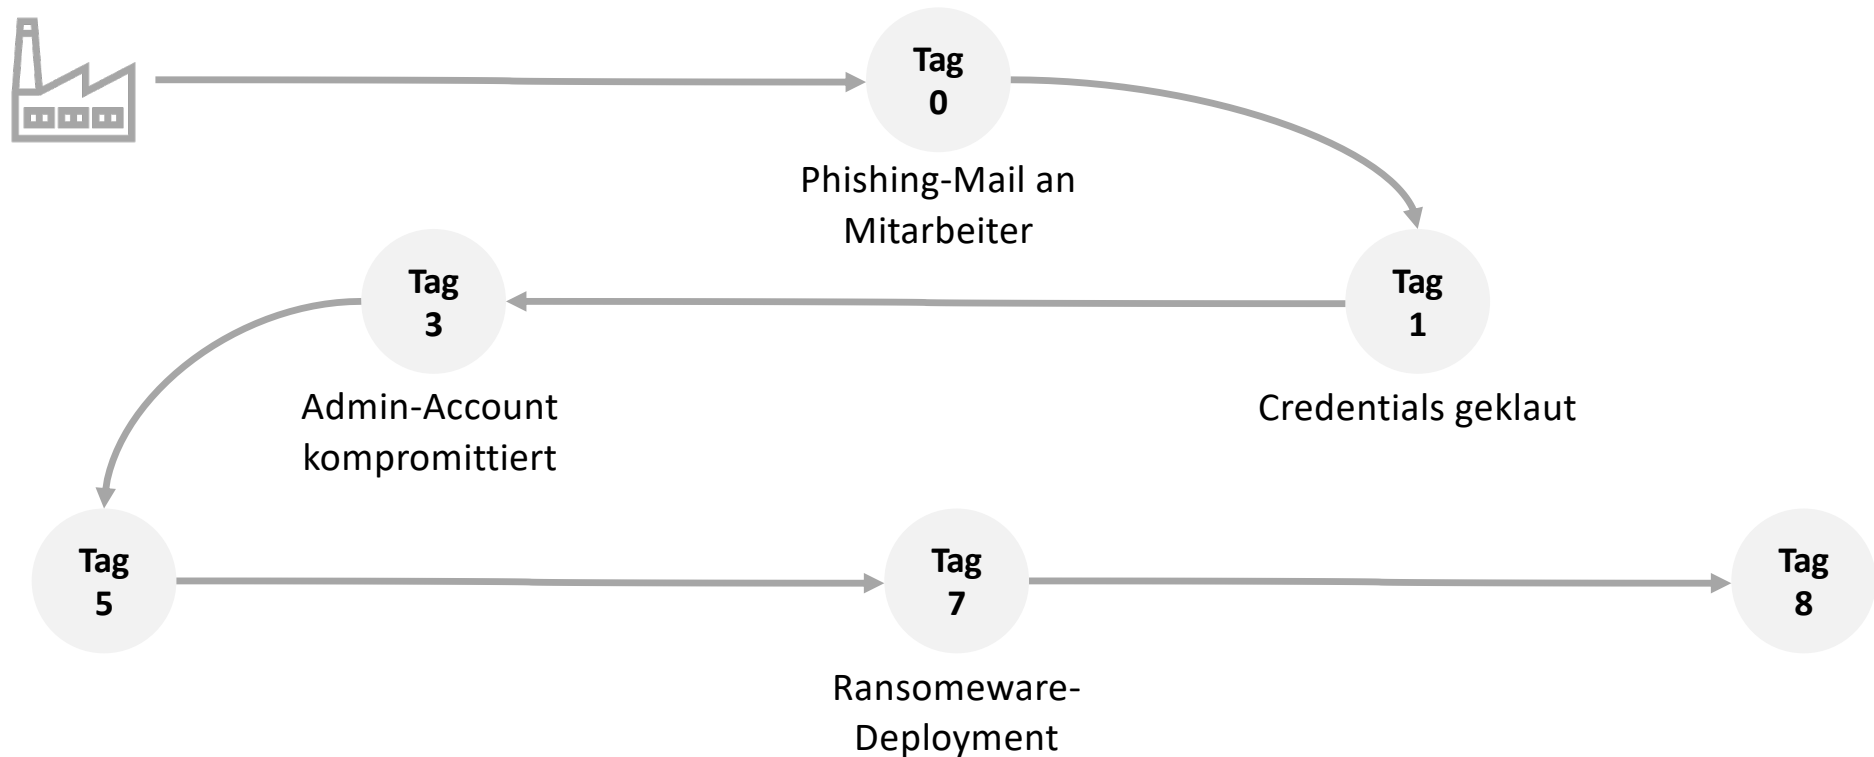 Tag
0
Phishing-Mail an
Mitarbeiter
Tag
1
Credentials geklaut
Tag
3
Admin-Account
kompromittiert
Tag
5
Tag
7
Ransomeware-
Deployment
Tag
8